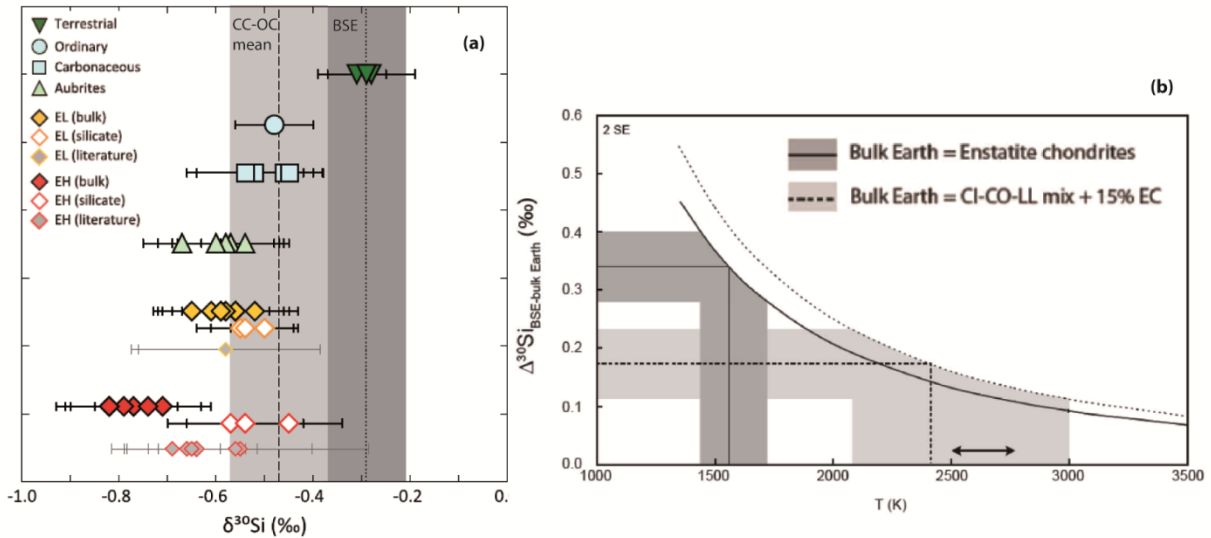 CC-OC
mean
BSE
(a)
Terrestrial
Ordinary
Carbonaceous
Aubrites
EL (bulk)
EL (silicate)
EL (literature)
EH (bulk)
EH (silicate)
EH (literature)
-1.0
-0.8
-0.6
-0.4
-0.2
0.
δ³⁰Si (‰)
(b)
2 SE
Bulk Earth = Enstatite chondrites
Bulk Earth = CI-CO-LL mix + 15% EC
0.6
0.5
0.4
0.3
0.2
0.1
0.0
Δ³⁰Si_BSE-bulk Earth (‰)
1000
1500
2000
2500
3000
3500
T (K)